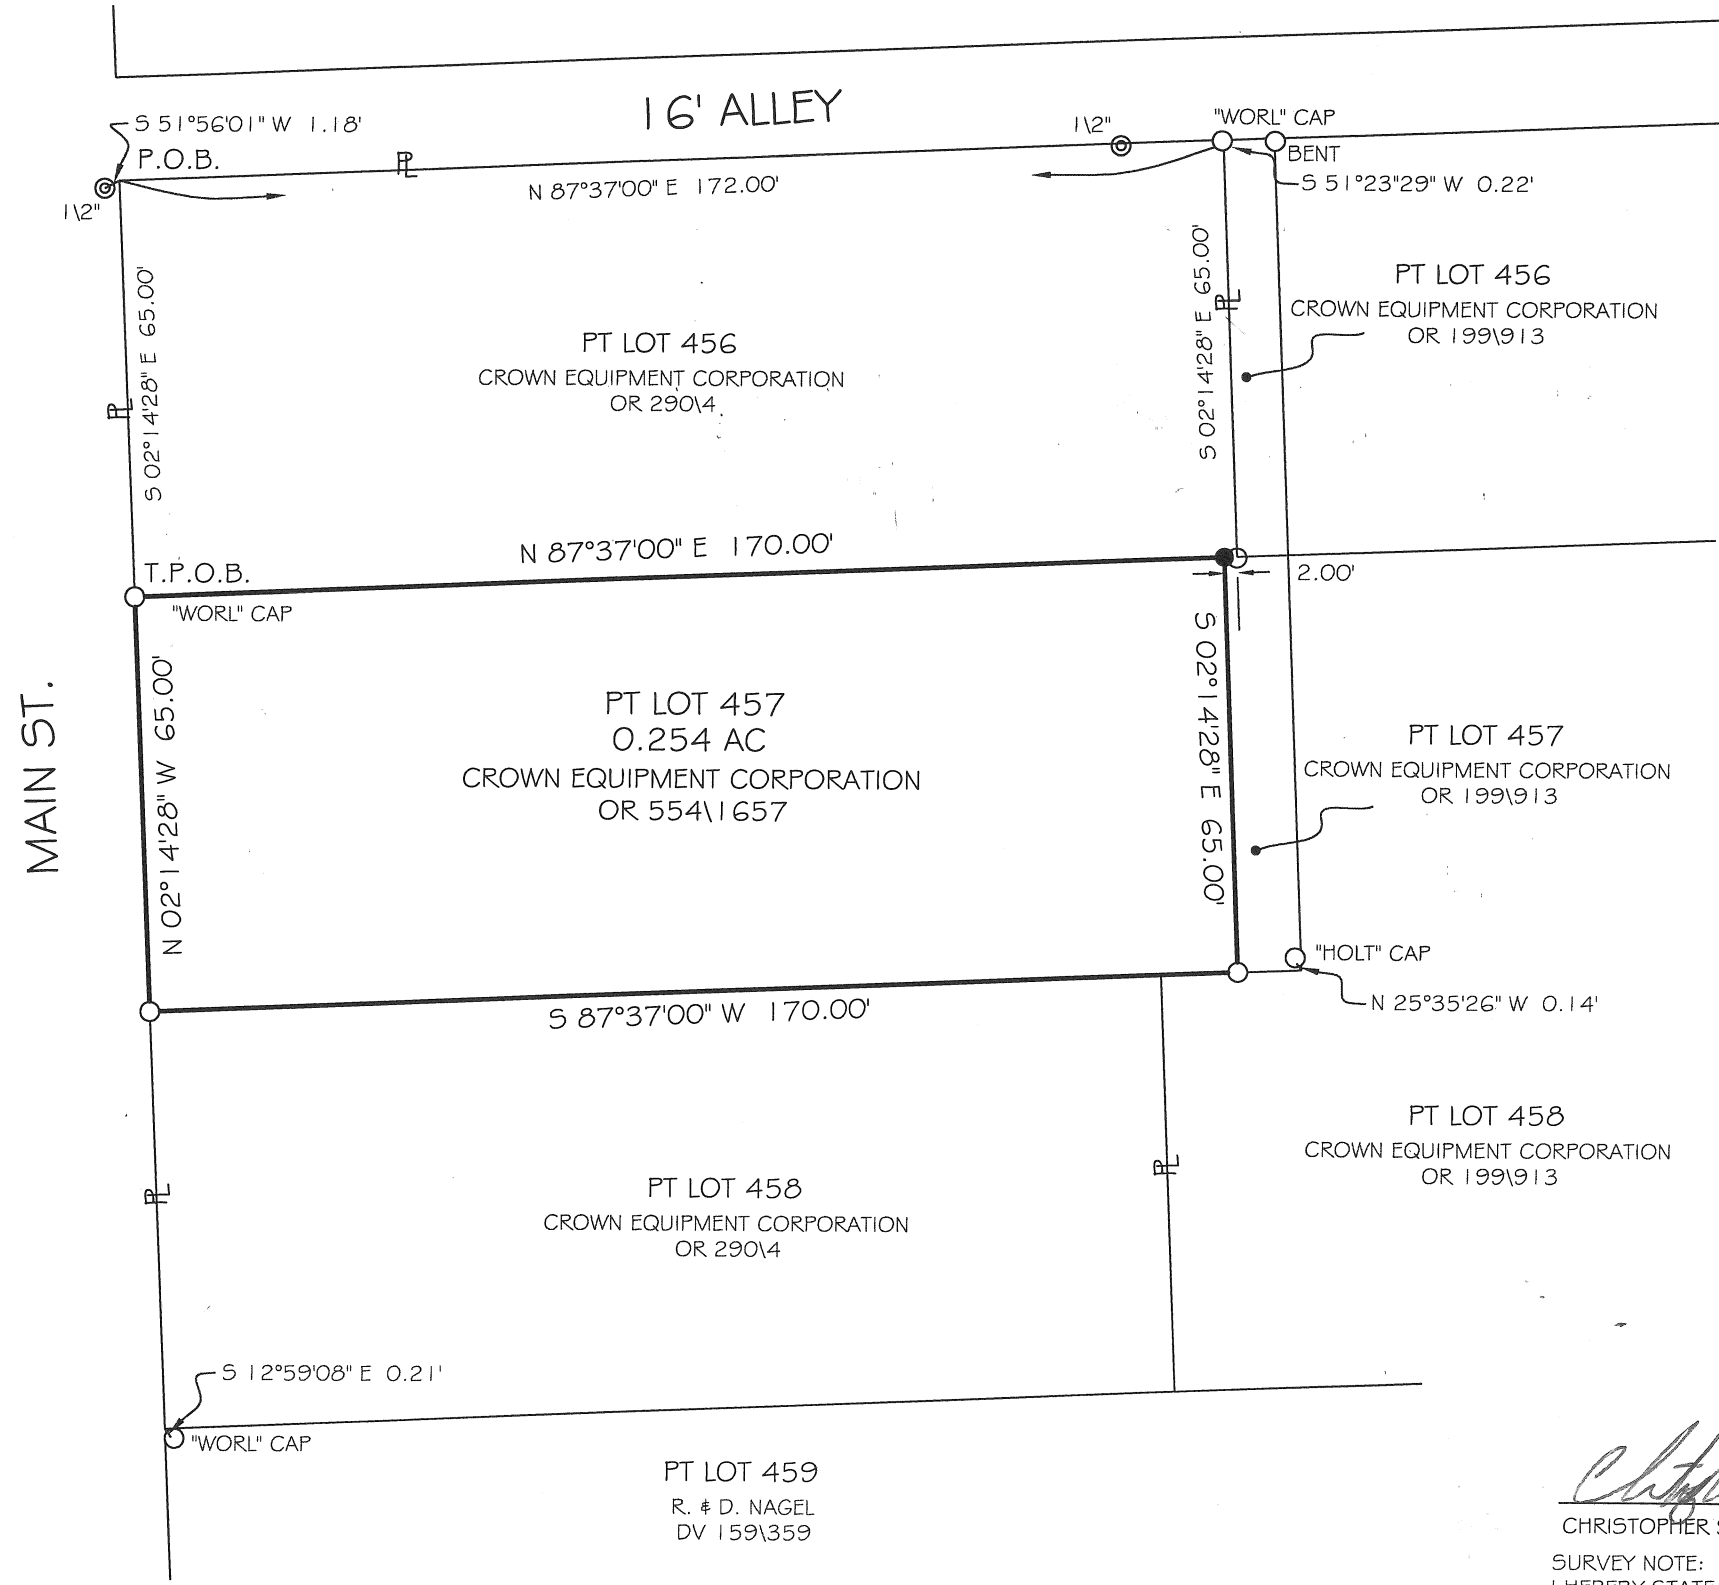 16' ALLEY
S 51°56'01" W 1.18'
P.O.B.
1\2"
1\2"
"WORL" CAP
BENT
S 51°23"29" W 0.22'
PL
N 87°37'00" E 172.00'
S 02°14'28" E 65.00'
PL
S 02°14'28" E 65.00'
PL
PT LOT 456
CROWN EQUIPMENT CORPORATION
OR 290\4
PT LOT 456
CROWN EQUIPMENT CORPORATION
OR 199\913
N 87°37'00" E 170.00'
T.P.O.B.
"WORL" CAP
2.00'
MAIN ST.
N 02°14'28" W 65.00'
PT LOT 457
0.254 AC
CROWN EQUIPMENT CORPORATION
OR 554\1657
S 02°14'28" E 65.00'
PT LOT 457
CROWN EQUIPMENT CORPORATION
OR 199\913
"HOLT" CAP
N 25°35'26" W 0.14'
S 87°37'00" W 170.00'
PL
PT LOT 458
CROWN EQUIPMENT CORPORATION
OR 290\4
PL
PT LOT 458
CROWN EQUIPMENT CORPORATION
OR 199\913
S 12°59'08" E 0.21'
"WORL" CAP
PT LOT 459
R. & D. NAGEL
DV 159\359
CHRISTOPHER S
SURVEY NOTE:
I HEREBY STATE